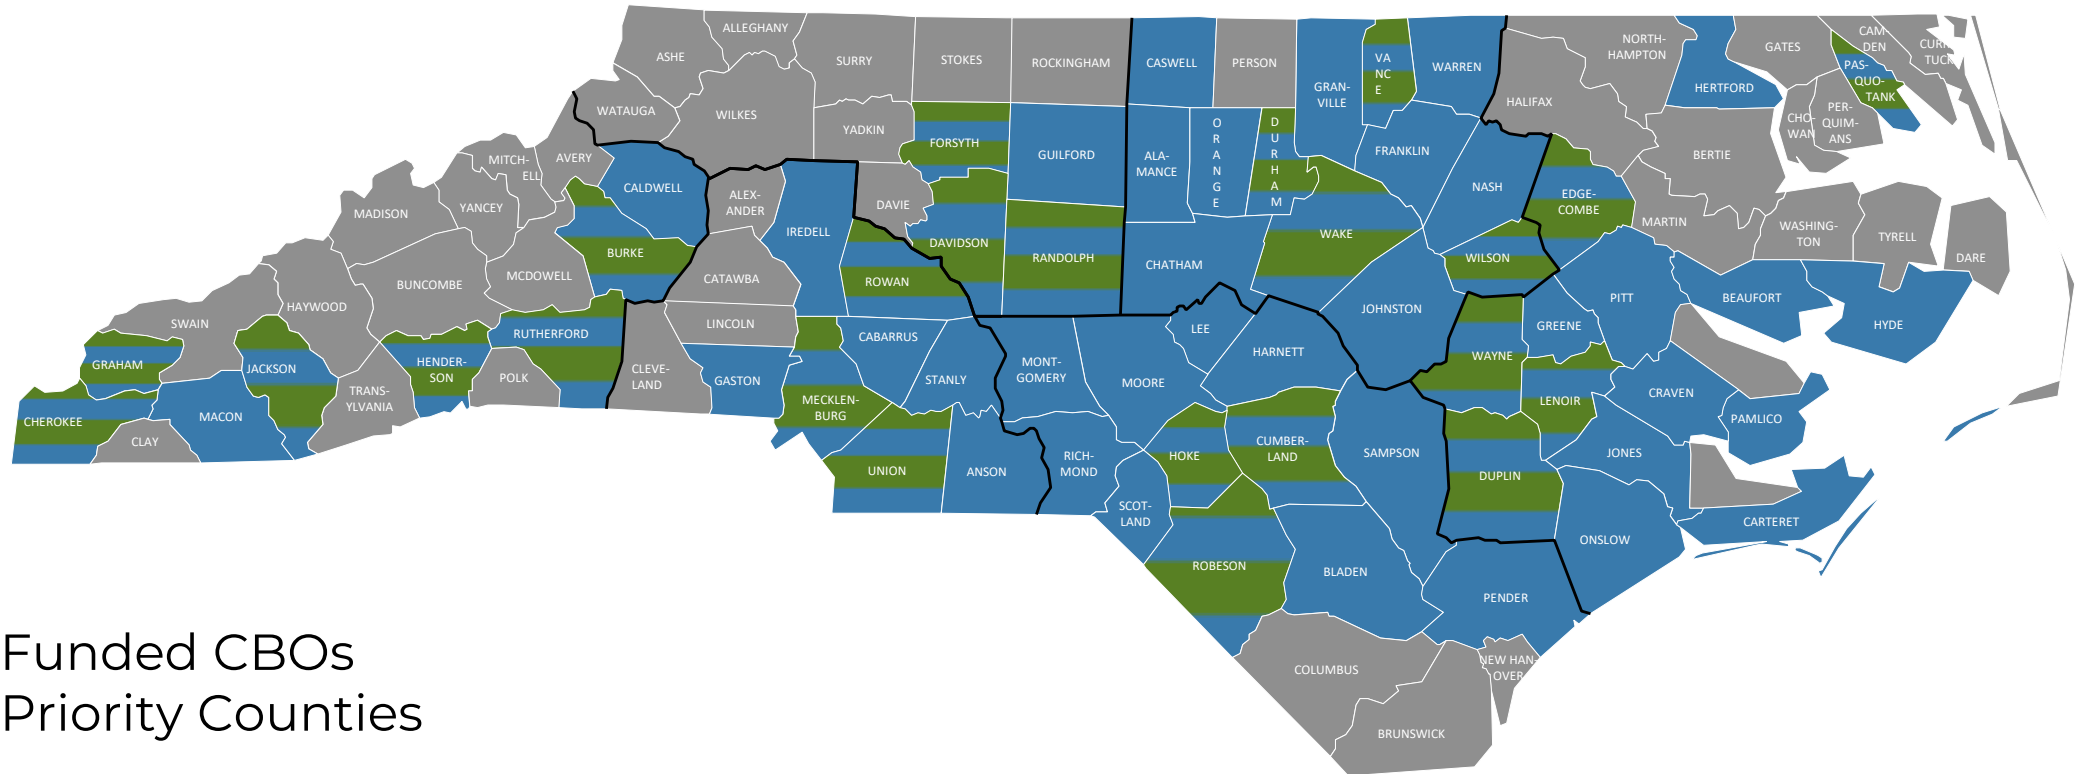 ALLEGHANY
ASHE
SURRY
STOKES
ROCKINGHAM
CASWELL
PERSON
GRAN-
VILLE
VA
NC
E
WARREN
NORTH-
HAMPTON
GATES
CAM-
DEN
CURR
TUCK
PAS-
QUO-
TANK
HERTFORD
HALIFAX
WATAUGA
WILKES
YADKIN
FORSYTH
GUILFORD
ALA-
MANCE
O
R
A
N
G
E
D
U
R
H
A
M
FRANKLIN
NASH
EDGE-
COMBE
BERTIE
CHO-
WAN
PER-
QUIM-
ANS
MITCH-
ELL
AVERY
CALDWELL
ALEX-
ANDER
IREDELL
DAVIE
DAVIDSON
RANDOLPH
CHATHAM
WAKE
WILSON
MARTIN
WASHING-
TON
TYRELL
DARE
MADISON
YANCEY
BURKE
MCDOWELL
BUNCOMBE
CATAWBA
ROWAN
JOHNSTON
PITT
BEAUFORT
HYDE
HAYWOOD
SWAIN
RUTHERFORD
LINCOLN
CABARRUS
STANLY
MONT-
GOMERY
MOORE
LEE
HARNETT
WAYNE
GREENE
GRAHAM
JACKSON
HENDER-
SON
POLK
CLEVE-
LAND
GASTON
MECKLEN-
BURG
LENOIR
CRAVEN
PAMLICO
CHEROKEE
CLAY
MACON
TRANS-
YLVANIA
UNION
ANSON
RICH-
MOND
SCOT-
LAND
HOKE
CUMBER-
LAND
SAMPSON
DUPLIN
JONES
CARTERET
ONSLOW
ROBESON
BLADEN
PENDER
COLUMBUS
NEW HAN-
OVER
BRUNSWICK
Funded CBOs
Priority Counties